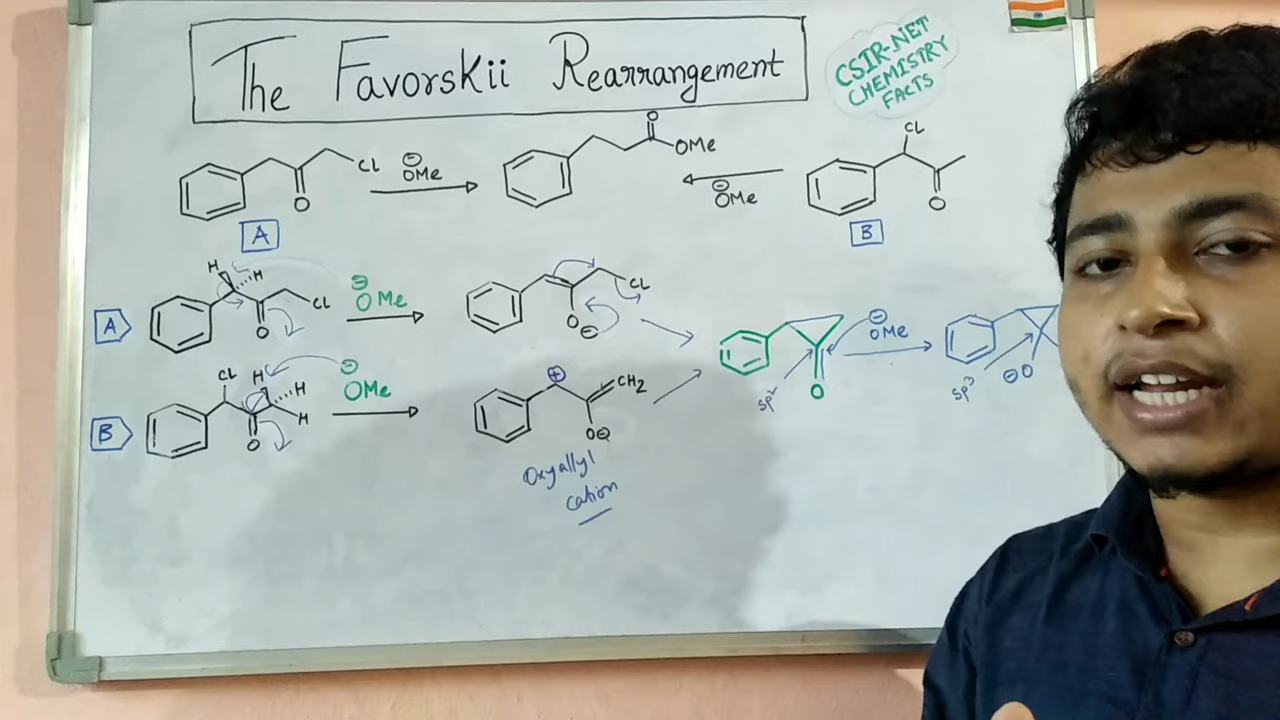 The Favorskii Rearrangement
CSIR-NET
CHEMISTRY
FACTS
Cl
O
⊖
OMe
O
OMe
⊖
OMe
Cl
O
A
B
A
H
H
Cl
O
⊖
OMe
Cl
O
⊖
O
sp²
⊖
OMe
⊖O
sp³
B
Cl
H
H
H
O
⊖
OMe
⊕
CH2
O⊖
Oxyallyl
cation